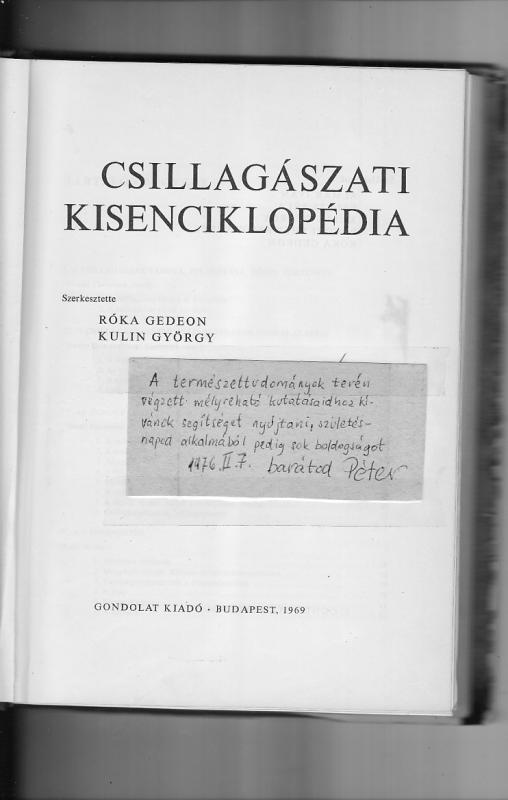 CSILLAGÁSZATI
KISENCIKLOPÉDIA
Szerkesztette
RÓKA GEDEON
KULIN GYÖRGY
A természettudományok terén
végzett mélyreható kutatásaidhoz kí-
vánok segítséget nyújtani, születés-
napod alkalmából pedig sok boldogságot
1976. II. 7. barátod Péter
GONDOLAT KIADÓ · BUDAPEST, 1969